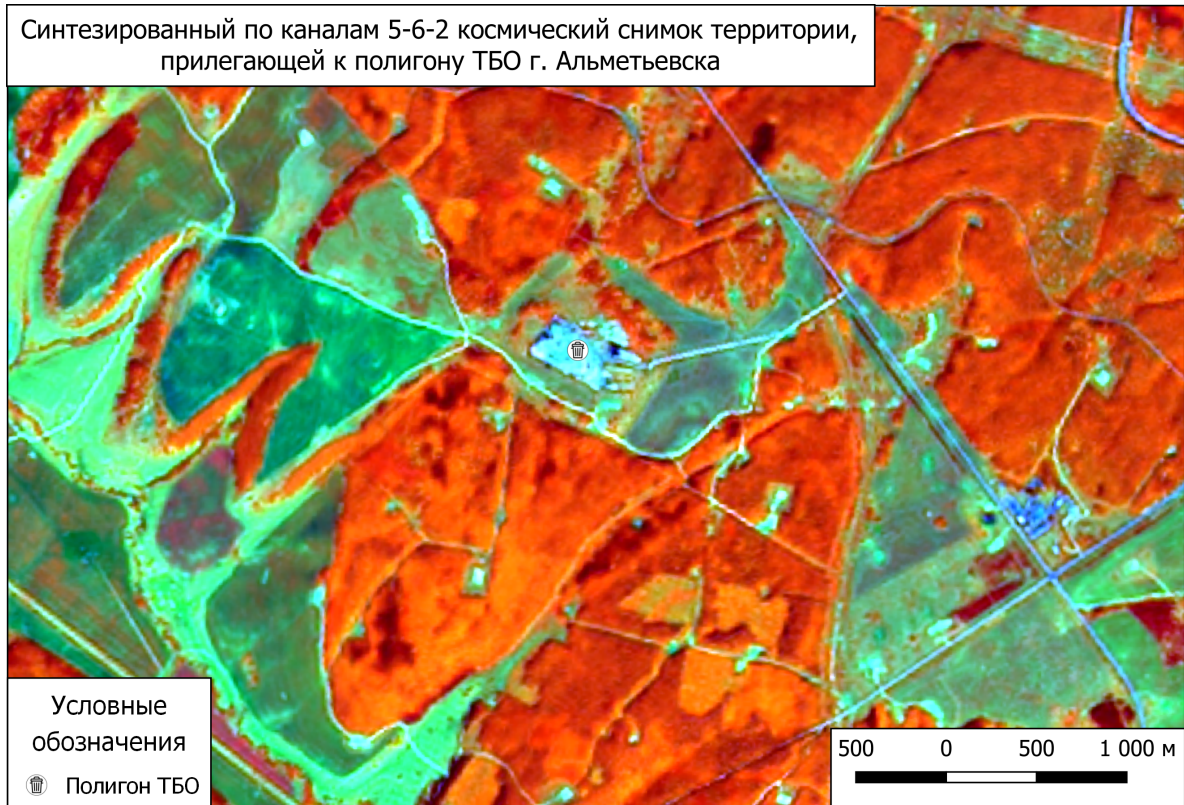 Синтезированный по каналам 5-6-2 космический снимок территории,
прилегающей к полигону ТБО г. Альметьевска
Условные
обозначения
Полигон ТБО
500 0 500 1 000 м